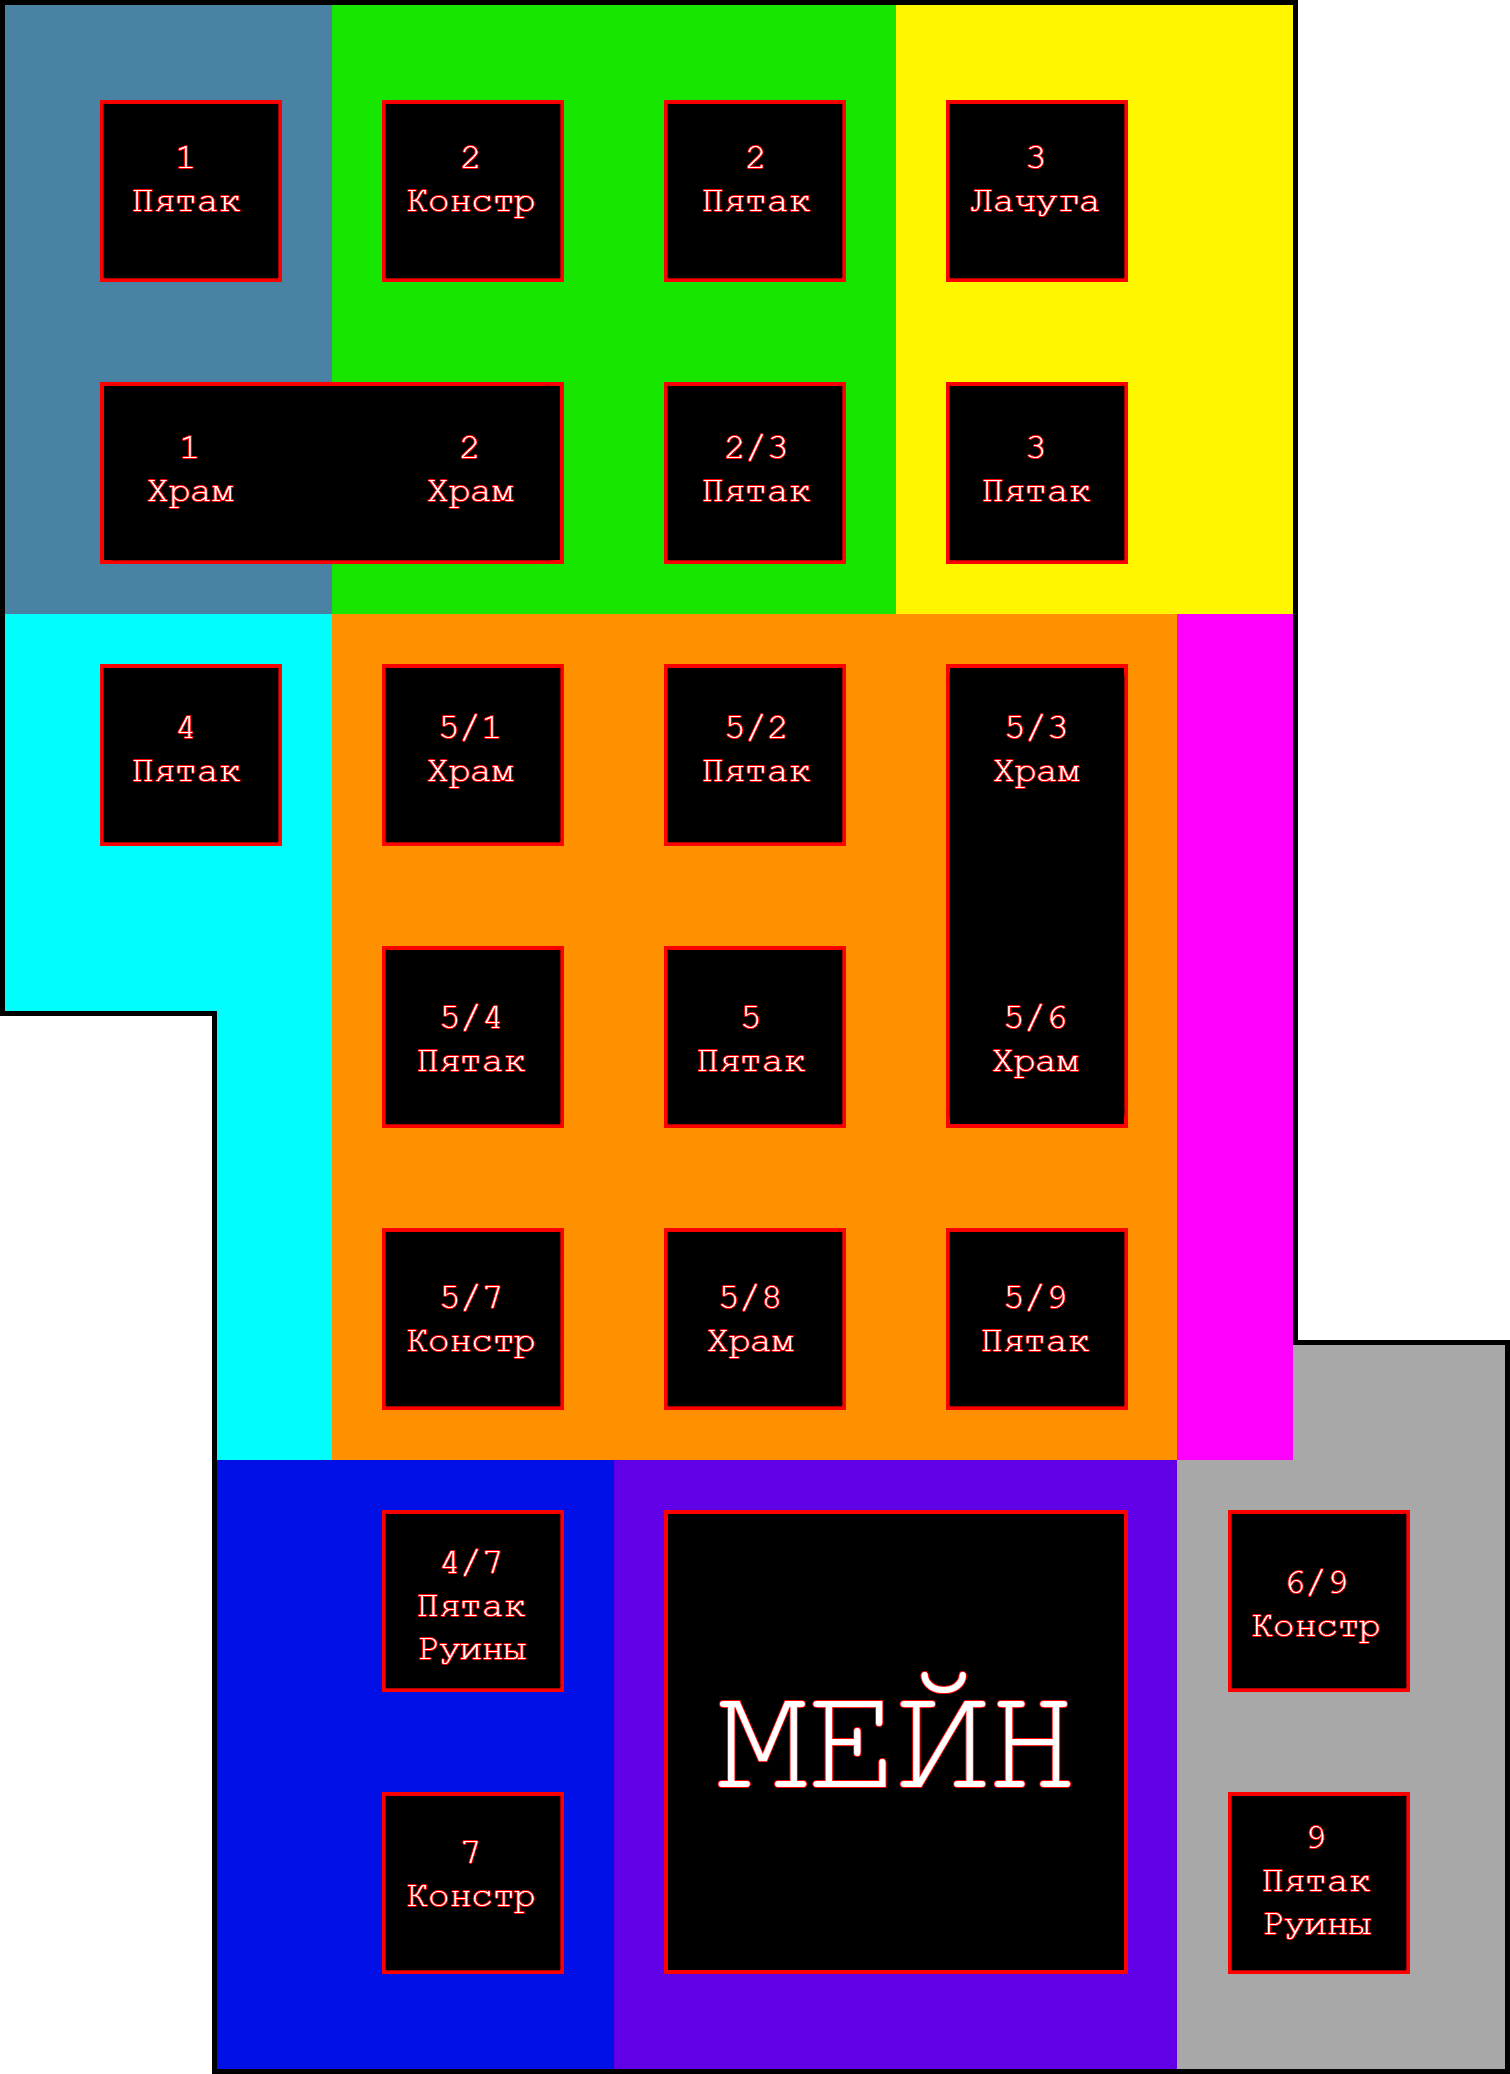 1
Пятак
2
Констр
2
Пятак
3
Лачуга
1
Храм
2
Храм
2/3
Пятак
3
Пятак
4
Пятак
5/1
Храм
5/2
Пятак
5/3
Храм
5/4
Пятак
5
Пятак
5/6
Храм
5/7
Констр
5/8
Храм
5/9
Пятак
4/7
Пятак
Руины
МЕЙН
6/9
Констр
7
Констр
9
Пятак
Руины